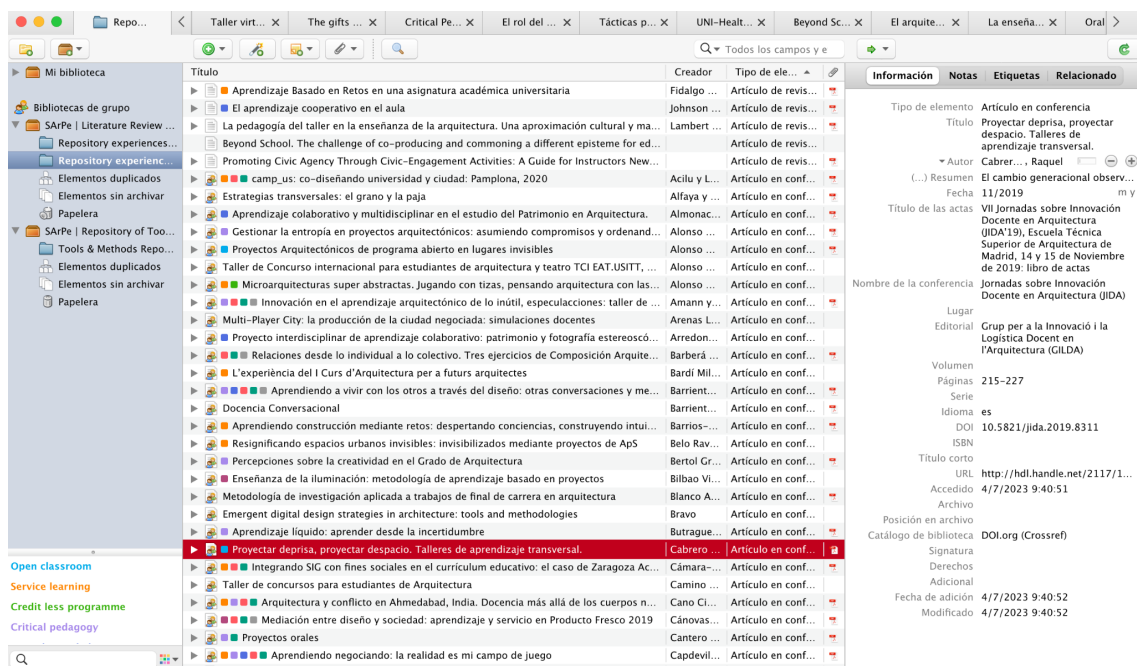 Repo...
Taller virt... X
The gifts ... X
Critical Pe... X
El rol del ... X
Tácticas p... X
UNI-Healt... X
Beyond Sc... X
El arquite... X
La enseña... X
Oral
Todos los campos y e
Mi biblioteca
Bibliotecas de grupo
SArPe | Literature Review ...
Repository experiences...
Repository experienc...
Elementos duplicados
Elementos sin archivar
Papelera
SArPe | Repository of Too...
Tools & Methods Repo...
Elementos duplicados
Elementos sin archivar
Papelera
Open classroom
Service learning
Credit less programme
Critical pedagogy
Título Creador Tipo de ele...
Aprendizaje Basado en Retos en una asignatura académica universitaria Fidalgo ... Artículo de revis...
El aprendizaje cooperativo en el aula Johnson ... Artículo de revis...
La pedagogía del taller en la enseñanza de la arquitectura. Una aproximación cultural y ma... Lambert ... Artículo de revis...
Beyond School. The challenge of co-producing and commoning a different episteme for ed... Artículo de revis...
Promoting Civic Agency Through Civic-Engagement Activities: A Guide for Instructors New... Artículo de revis...
camp_us: co-diseñando universidad y ciudad: Pamplona, 2020 Acilu y L... Artículo en conf...
Estrategias transversales: el grano y la paja Alfaya y ... Artículo en conf...
Aprendizaje colaborativo y multidisciplinar en el estudio del Patrimonio en Arquitectura. Almonac... Artículo en conf...
Gestionar la entropía en proyectos arquitectónicos: asumiendo compromisos y ordenand... Alonso ... Artículo en conf...
Proyectos Arquitectónicos de programa abierto en lugares invisibles Alonso ... Artículo en conf...
Taller de Concurso internacional para estudiantes de arquitectura y teatro TCI EAT.USITT, ... Alonso ... Artículo en conf...
Microarquitecturas super abstractas. Jugando con tizas, pensando arquitectura con las... Alonso ... Artículo en conf...
Innovación en el aprendizaje arquitectónico de lo inútil, especulacciones: taller de ... Amann y... Artículo en conf...
Multi-Player City: la producción de la ciudad negociada: simulaciones docentes Arenas L... Artículo en conf...
Proyecto interdisciplinar de aprendizaje colaborativo: patrimonio y fotografía estereoscó... Arredon... Artículo en conf...
Relaciones desde lo individual a lo colectivo. Tres ejercicios de Composición Arquite... Barberá ... Artículo en conf...
L'experiència del I Curs d'Arquitectura per a futurs arquitectes Bardí Mil... Artículo en conf...
Aprendiendo a vivir con los otros a través del diseño: otras conversaciones y me... Barrient... Artículo en conf...
Docencia Conversacional Barrient... Artículo en conf...
Aprendiendo construcción mediante retos: despertando conciencias, construyendo intui... Barrios-... Artículo en conf...
Resignificando espacios urbanos invisibles: invisibilizados mediante proyectos de ApS Belo Rav... Artículo en conf...
Percepciones sobre la creatividad en el Grado de Arquitectura Bertol Gr... Artículo en conf...
Enseñanza de la iluminación: metodología de aprendizaje basado en proyectos Bilbao Vi... Artículo en conf...
Metodología de investigación aplicada a trabajos de final de carrera en arquitectura Blanco A... Artículo en conf...
Emergent digital design strategies in architecture: tools and methodologies Bravo Artículo en conf...
Aprendizaje líquido: aprender desde la incertidumbre Butrague... Artículo en conf...
Proyectar deprisa, proyectar despacio. Talleres de aprendizaje transversal. Cabrero ... Artículo en conf...
Integrando SIG con fines sociales en el currículum educativo: el caso de Zaragoza Ac... Cámara-... Artículo en conf...
Taller de concursos para estudiantes de Arquitectura Camino ... Artículo en conf...
Arquitectura y conflicto en Ahmedabad, India. Docencia más allá de los cuerpos n... Cano Ci... Artículo en conf...
Mediación entre diseño y sociedad: aprendizaje y servicio en Producto Fresco 2019 Cánovas... Artículo en conf...
Proyectos orales Cantero ... Artículo en conf...
Aprendiendo negociando: la realidad es mi campo de juego Capdevil... Artículo en conf...
Información Notas Etiquetas Relacionado
Tipo de elemento Artículo en conferencia
Título Proyectar deprisa, proyectar
despacio. Talleres de
aprendizaje transversal.
Autor Cabrer... , Raquel
(...) Resumen El cambio generacional observ...
Fecha 11/2019 m y
Título de las actas VII Jornadas sobre Innovación
Docente en Arquitectura
(JIDA'19), Escuela Técnica
Superior de Arquitectura de
Madrid, 14 y 15 de Noviembre
de 2019: libro de actas
Nombre de la conferencia Jornadas sobre Innovación
Docente en Arquitectura (JIDA)
Lugar
Editorial Grup per a la Innovació i la
Logística Docent en
l'Arquitectura (GILDA)
Volumen
Páginas 215-227
Serie
Idioma es
DOI 10.5821/jida.2019.8311
ISBN
Título corto
URL http://hdl.handle.net/2117/1...
Accedido 4/7/2023 9:40:51
Archivo
Posición en archivo
Catálogo de biblioteca DOI.org (Crossref)
Signatura
Derechos
Adicional
Fecha de adición 4/7/2023 9:40:52
Modificado 4/7/2023 9:40:52